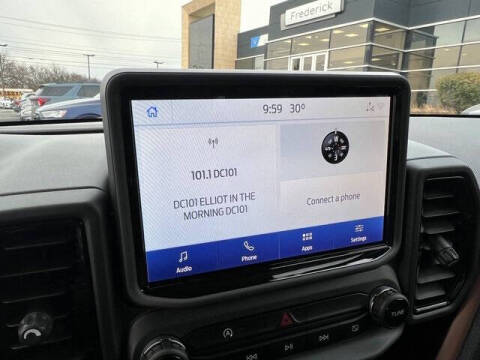 Frederick
9:59 30°
101.1 DC101
DC101 ELLIOT IN THE
MORNING DC101
Connect a phone
Audio
Phone
Apps
Settings
TUNE